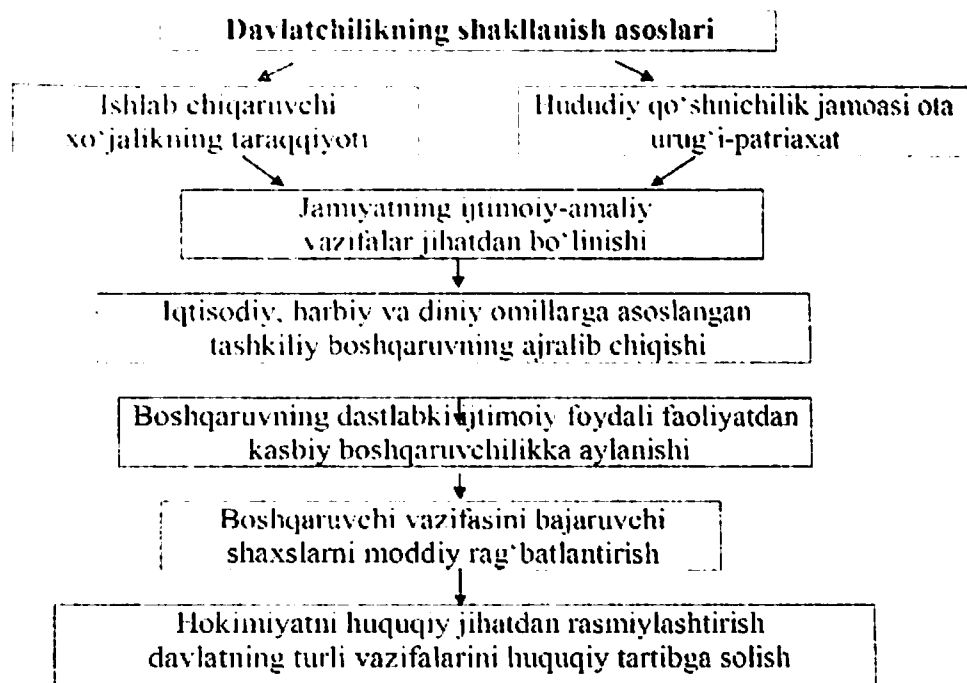 Davlatchilikning shakllanish asoslari
Ishlab chiqaruvchi
xo‘jalikning taraqqiyoti
Hududiy qo‘shnichilik jamoasi ota
urug‘i-patriaxat
Jamiyatning ijtimoiy-amaliy
vazifalar jihatdan bo‘linishi
Iqtisodiy, harbiy va diniy omillarga asoslangan
tashkiliy boshqaruvning ajralib chiqishi
Boshqaruvning dastlabki ijtimoiy foydali faoliyatdan
kasbiy boshqaruvchilikka aylanishi
Boshqaruvchi vazifasini bajaruvchi
shaxslarni moddiy rag‘batlantirish
Hokimiyatni huquqiy jihatdan rasmiylashtirish
davlatning turli vazifalarini huquqiy tartibga solish